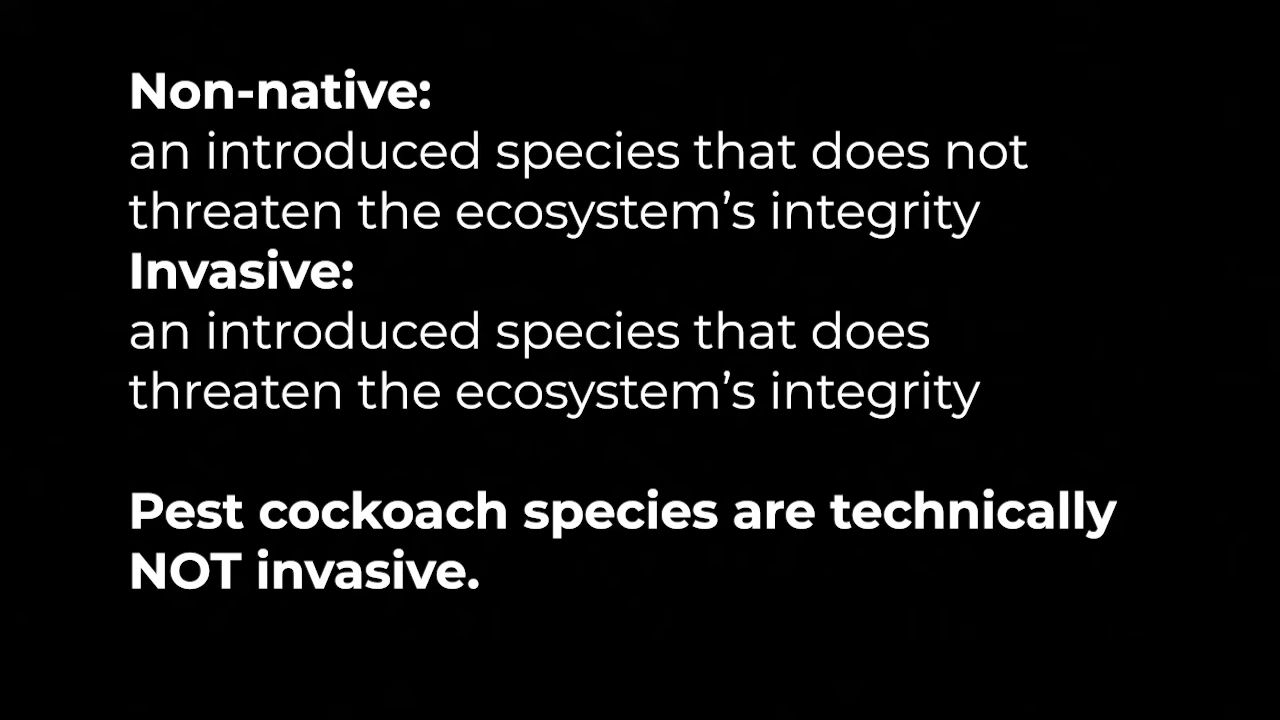 Non-native:
an introduced species that does not
threaten the ecosystem’s integrity
Invasive:
an introduced species that does
threaten the ecosystem’s integrity
Pest cockoach species are technically
NOT invasive.